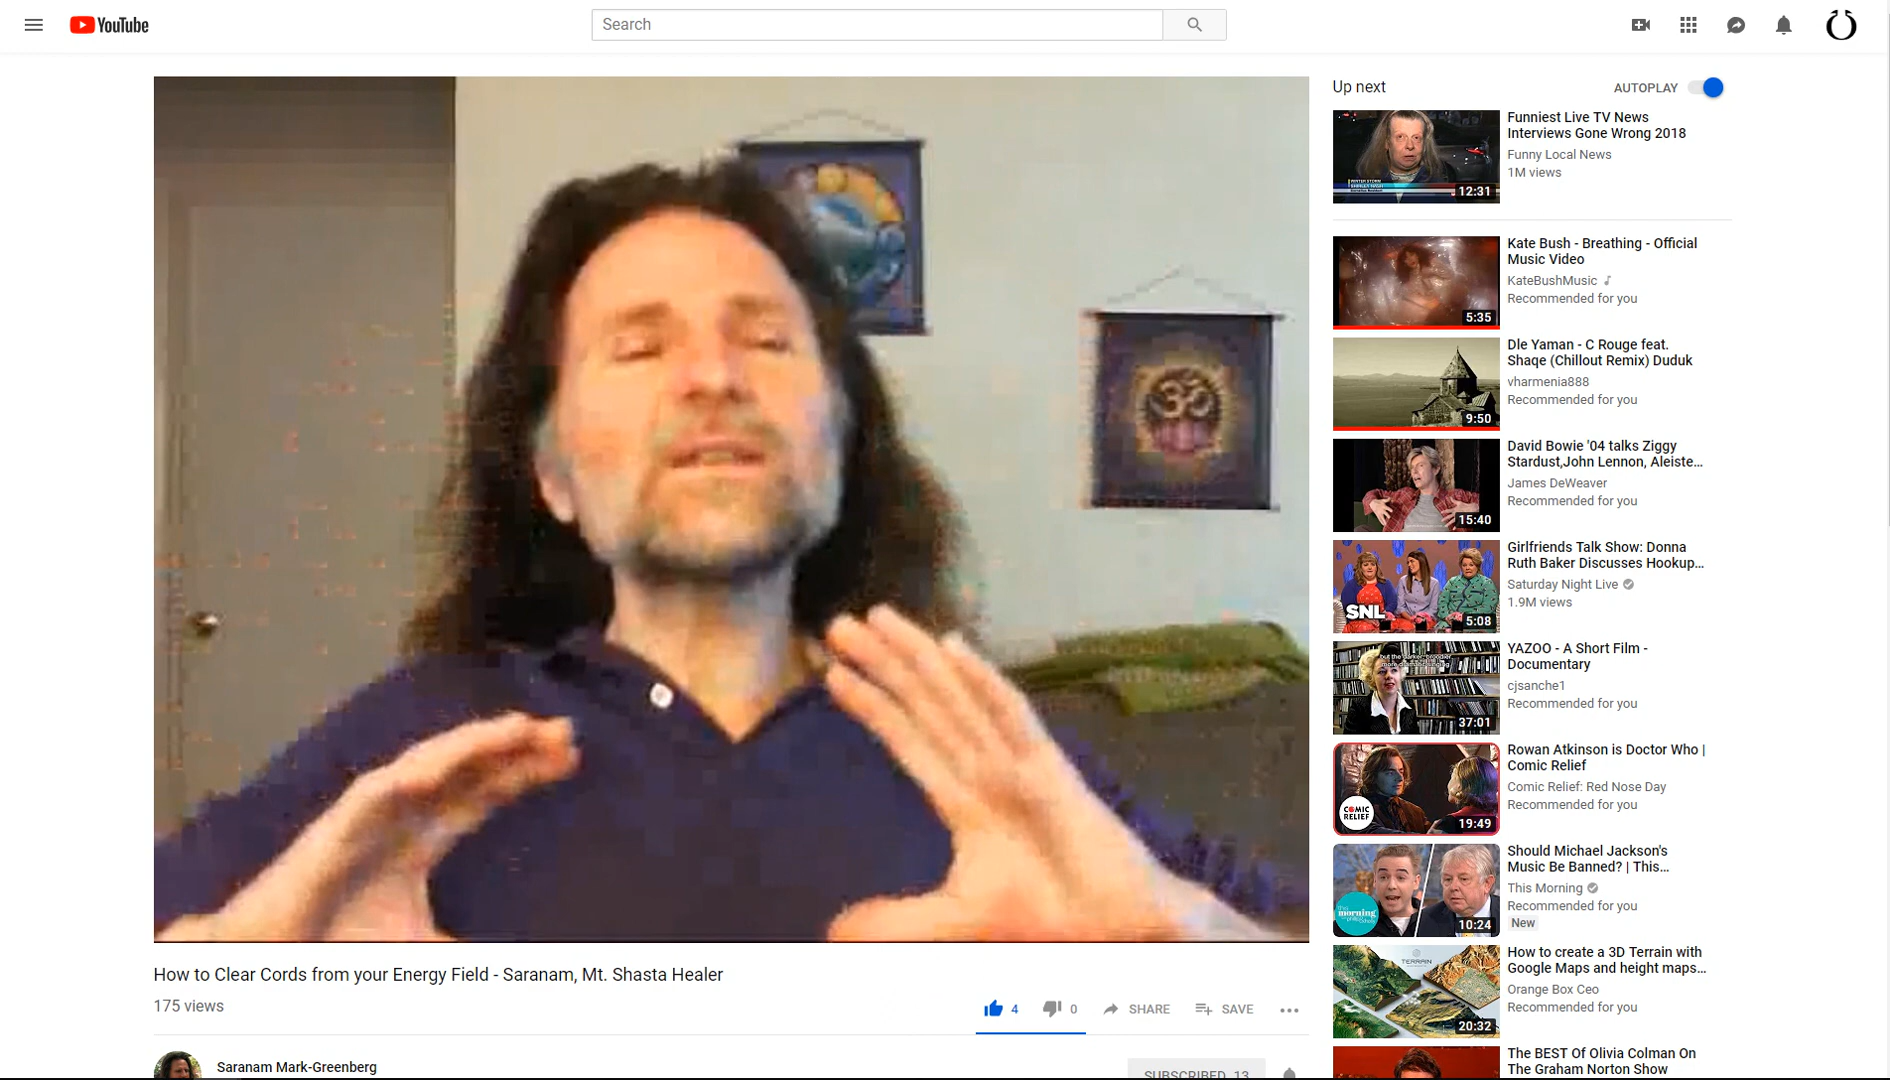 YouTube
Search
Up next
AUTOPLAY
Funniest Live TV News
Interviews Gone Wrong 2018
Funny Local News
1M views
12:31
Kate Bush - Breathing - Official
Music Video
KateBushMusic
Recommended for you
5:35
Dle Yaman - C Rouge feat.
Shaqe (Chillout Remix) Duduk
vharmenia888
Recommended for you
9:50
David Bowie '04 talks Ziggy
Stardust,John Lennon, Aleiste...
James DeWeaver
Recommended for you
15:40
Girlfriends Talk Show: Donna
Ruth Baker Discusses Hookup...
Saturday Night Live
1.9M views
SNL
5:08
YAZOO - A Short Film -
Documentary
cjsanche1
Recommended for you
37:01
Rowan Atkinson is Doctor Who |
Comic Relief
Comic Relief: Red Nose Day
Recommended for you
COMIC
RELIEF
19:49
Should Michael Jackson's
Music Be Banned? | This...
This Morning
Recommended for you
New
morning
10:24
How to create a 3D Terrain with
Google Maps and height maps...
Orange Box Ceo
Recommended for you
TERRAIN
20:32
The BEST Of Olivia Colman On
The Graham Norton Show
How to Clear Cords from your Energy Field - Saranam, Mt. Shasta Healer
175 views
4
0
SHARE
SAVE
Saranam Mark-Greenberg
SUBSCRIBED 13
ॐ